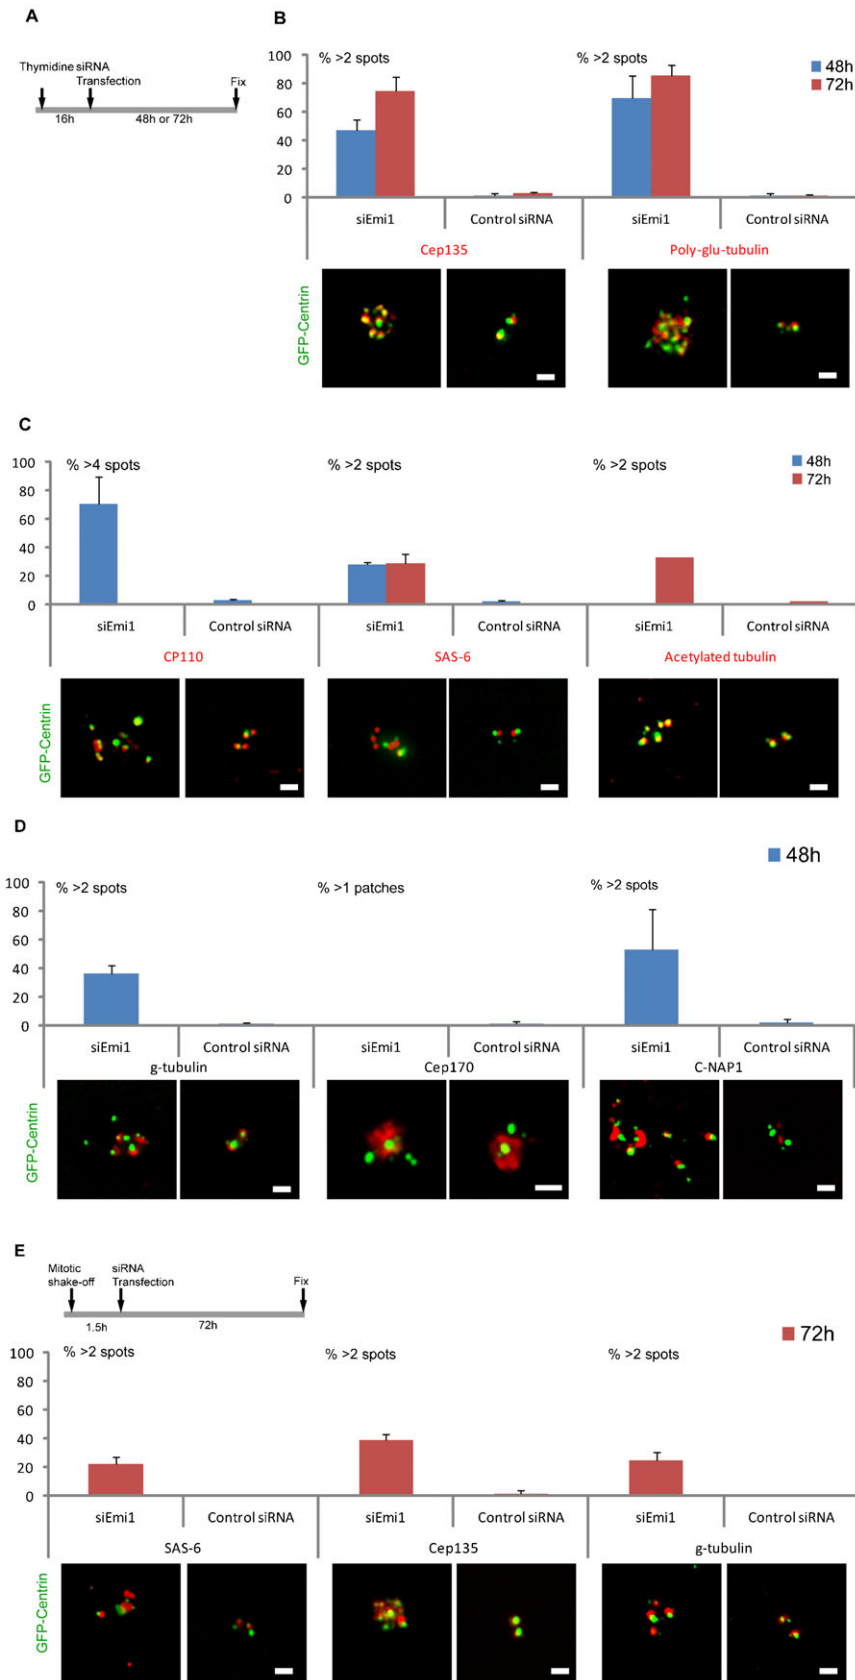 A
Thymidine siRNA
Transfection
Fix
16h
48h or 72h
B
% >2 spots
% >2 spots
48h
72h
100
80
60
40
20
0
siEmi1
Control siRNA
siEmi1
Control siRNA
Cep135
Poly-glu-tubulin
GFP-Centrin
C
% >4 spots
% >2 spots
% >2 spots
48h
72h
100
80
60
40
20
0
siEmi1
Control siRNA
siEmi1
Control siRNA
siEmi1
Control siRNA
CP110
SAS-6
Acetylated tubulin
GFP-Centrin
D
48h
% >2 spots
% >1 patches
% >2 spots
100
80
60
40
20
0
siEmi1
Control siRNA
siEmi1
Control siRNA
siEmi1
Control siRNA
g-tubulin
Cep170
C-NAP1
GFP-Centrin
E
Mitotic
shake-off
siRNA
Transfection
Fix
1.5h
72h
72h
% >2 spots
% >2 spots
% >2 spots
100
80
60
40
20
0
siEmi1
Control siRNA
siEmi1
Control siRNA
siEmi1
Control siRNA
SAS-6
Cep135
g-tubulin
GFP-Centrin